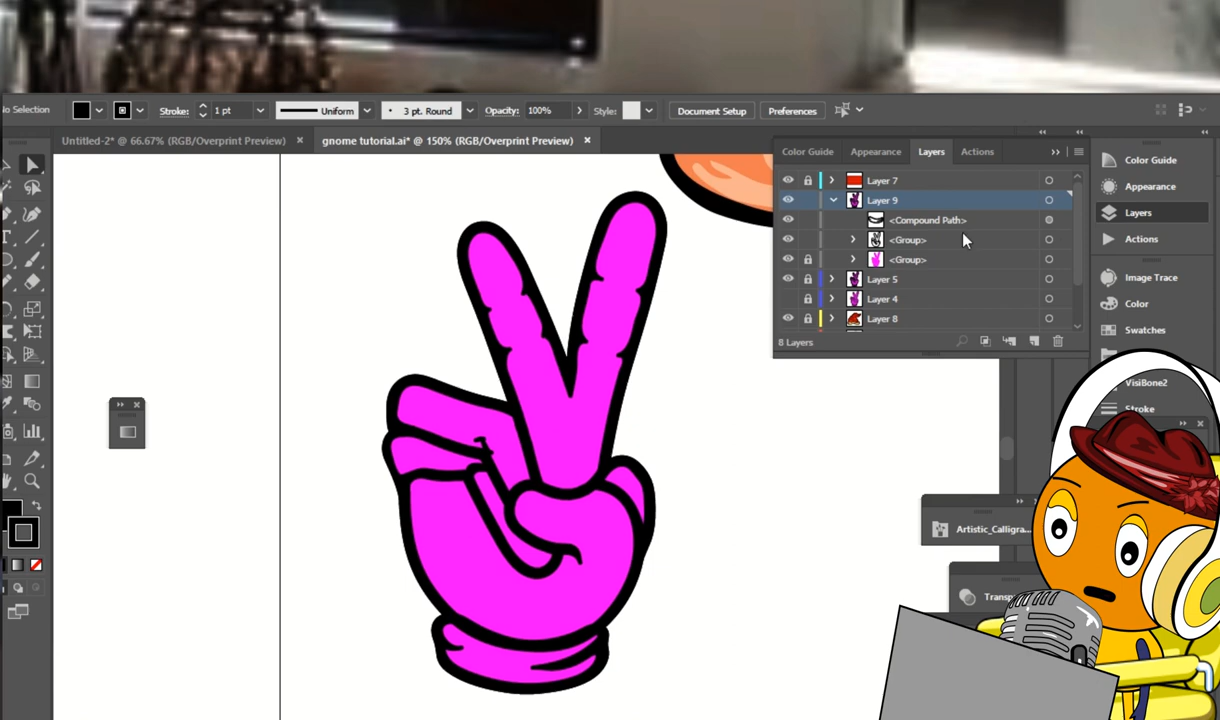 No Selection Stroke: 1 pt Uniform 3 pt. Round Opacity: 100% Style: Document Setup Preferences
Untitled-2* @ 66.67% (RGB/Overprint Preview) × gnome tutorial.ai* @ 150% (RGB/Overprint Preview) ×
Color Guide Appearance Layers Actions
Layer 7
Layer 9
<Compound Path>
<Group>
<Group>
Layer 5
Layer 4
Layer 8
8 Layers
Color Guide
Appearance
Layers
Actions
Image Trace
Color
Swatches
Brushes
VisiBone2
Stroke
Artistic_Calligra...
Transp